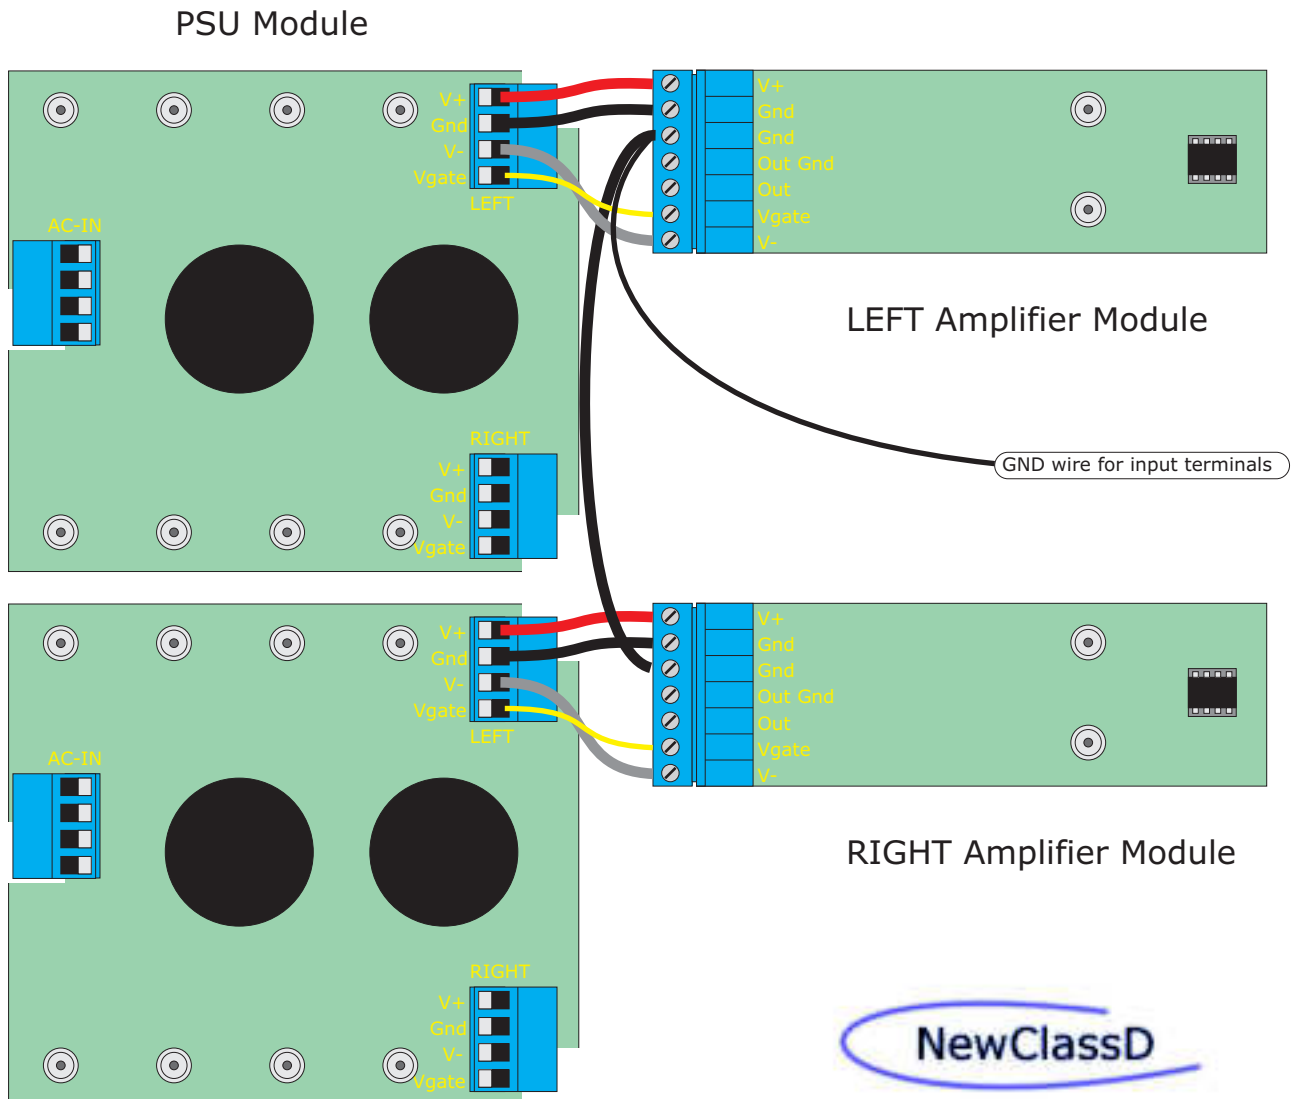 PSU Module
V+
Gnd
V-
Vgate
LEFT
AC-IN
RIGHT
V+
Gnd
V-
Vgate
V+
Gnd
Gnd
Out Gnd
Out
Vgate
V-
LEFT Amplifier Module
GND wire for input terminals
V+
Gnd
V-
Vgate
LEFT
AC-IN
RIGHT
V+
Gnd
V-
Vgate
V+
Gnd
Gnd
Out Gnd
Out
Vgate
V-
RIGHT Amplifier Module
NewClassD